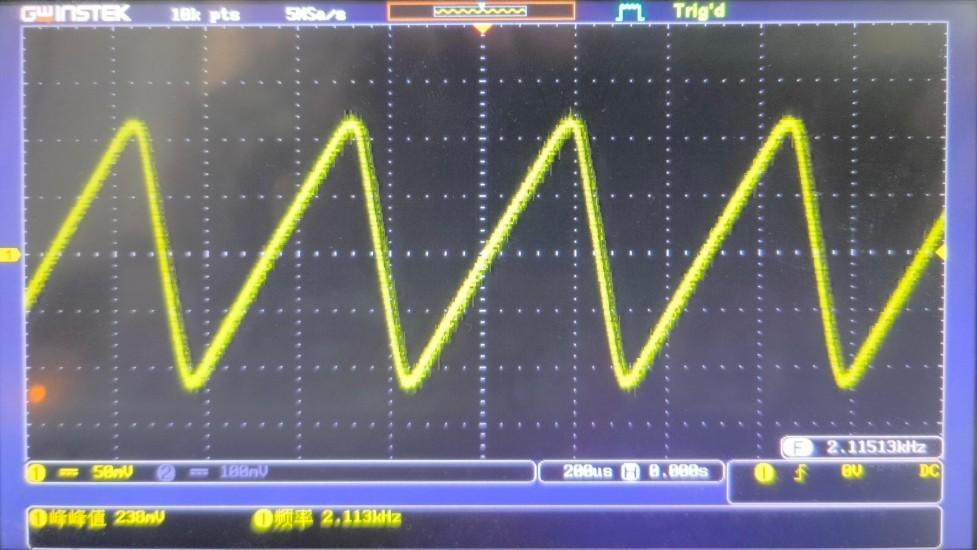 GWINSTEK 10k pts 5MSa/s Trig'd
1
F 2.11513kHz
1 50mV 2 100mV 200us H 0.000s 1 0V DC
1峰峰值 238mV 1频率 2.113kHz